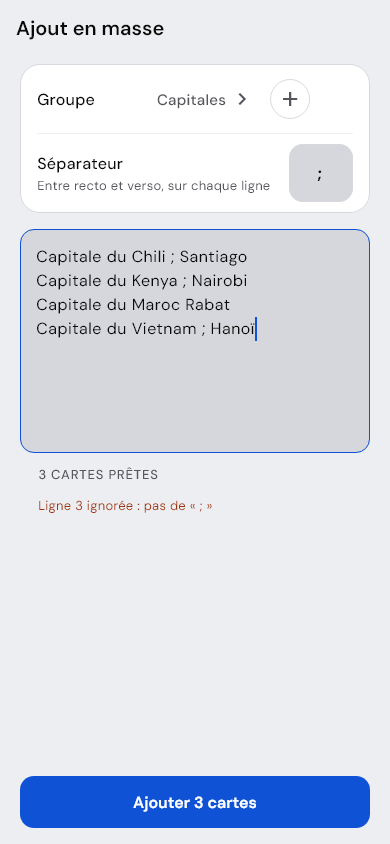 Ajout en masse
Groupe
Capitales
Séparateur
Entre recto et verso, sur chaque ligne
;
Capitale du Chili ; Santiago
Capitale du Kenya ; Nairobi
Capitale du Maroc Rabat
Capitale du Vietnam ; Hanoï
3 CARTES PRÊTES
Ligne 3 ignorée : pas de « ; »
Ajouter 3 cartes